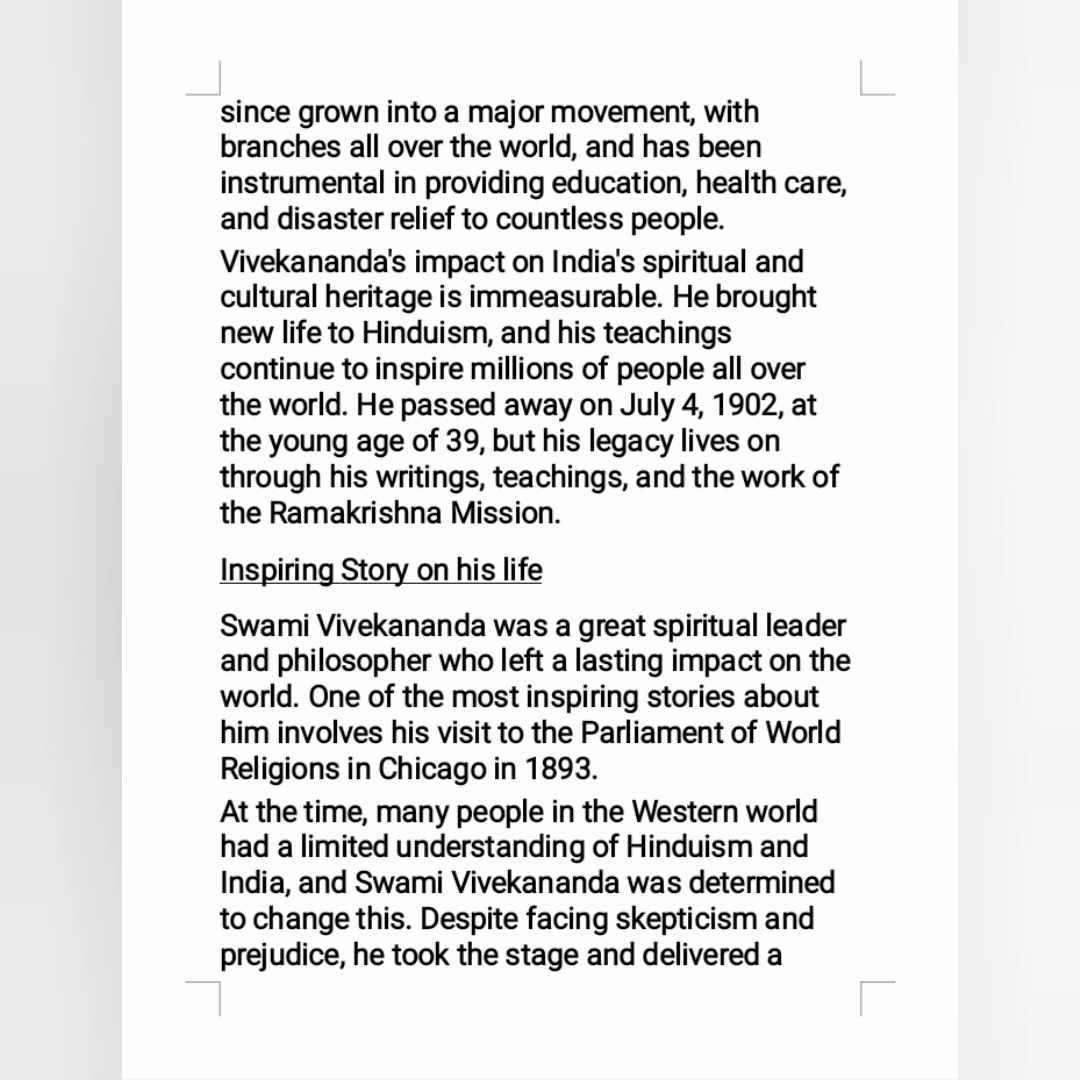 since grown into a major movement, with
branches all over the world, and has been
instrumental in providing education, health care,
and disaster relief to countless people.
Vivekananda's impact on India's spiritual and
cultural heritage is immeasurable. He brought
new life to Hinduism, and his teachings
continue to inspire millions of people all over
the world. He passed away on July 4, 1902, at
the young age of 39, but his legacy lives on
through his writings, teachings, and the work of
the Ramakrishna Mission.
Inspiring Story on his life
Swami Vivekananda was a great spiritual leader
and philosopher who left a lasting impact on the
world. One of the most inspiring stories about
him involves his visit to the Parliament of World
Religions in Chicago in 1893.
At the time, many people in the Western world
had a limited understanding of Hinduism and
India, and Swami Vivekananda was determined
to change this. Despite facing skepticism and
prejudice, he took the stage and delivered a